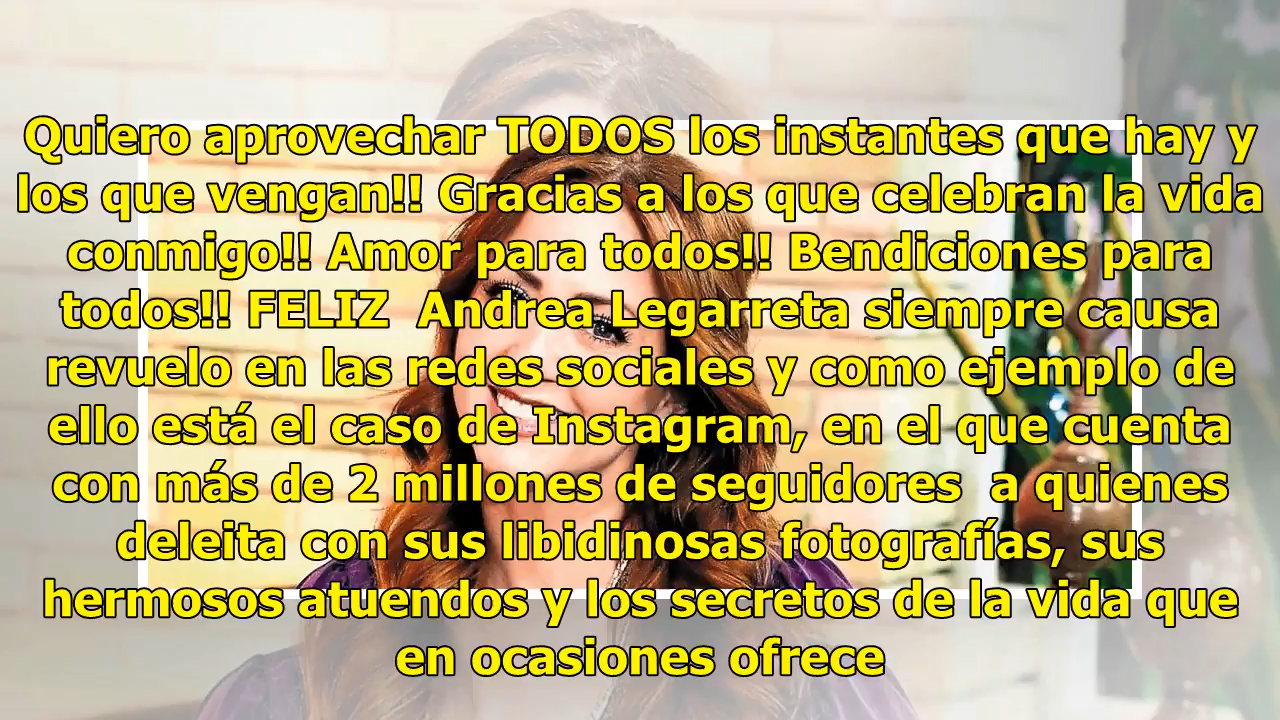 Quiero aprovechar TODOS los instantes que hay y
los que vengan!! Gracias a los que celebran la vida
conmigo!! Amor para todos!! Bendiciones para
todos!! FELIZ  Andrea Legarreta siempre causa
revuelo en las redes sociales y como ejemplo de
ello está el caso de Instagram, en el que cuenta
con más de 2 millones de seguidores  a quienes
deleita con sus libidinosas fotografías, sus
hermosos atuendos y los secretos de la vida que
en ocasiones ofrece